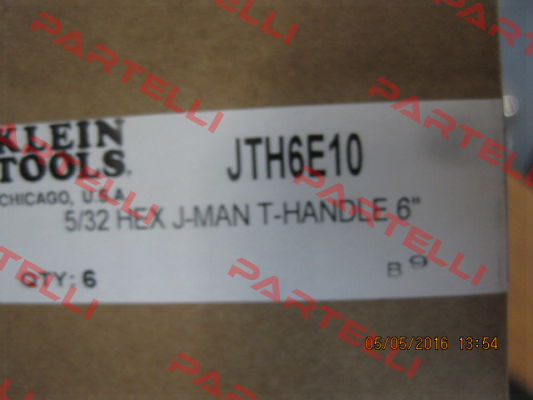 PARTELLI
PARTELLI
PARTELLI
KLEIN
TOOLS
JTH6E10
CHICAGO, U.S.A.
5/32 HEX J-MAN T-HANDLE 6"
QTY: 6
B 9
PARTELLI
PARTELLI
05/05/2016 13:54
PARTELLI